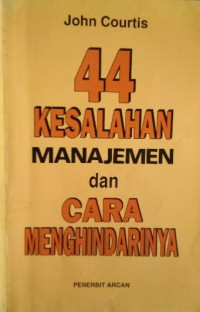 John Courtis
44
KESALAHAN
MANAJEMEN
dan
CARA
MENGHINDARINYA
PENERBIT ARCAN